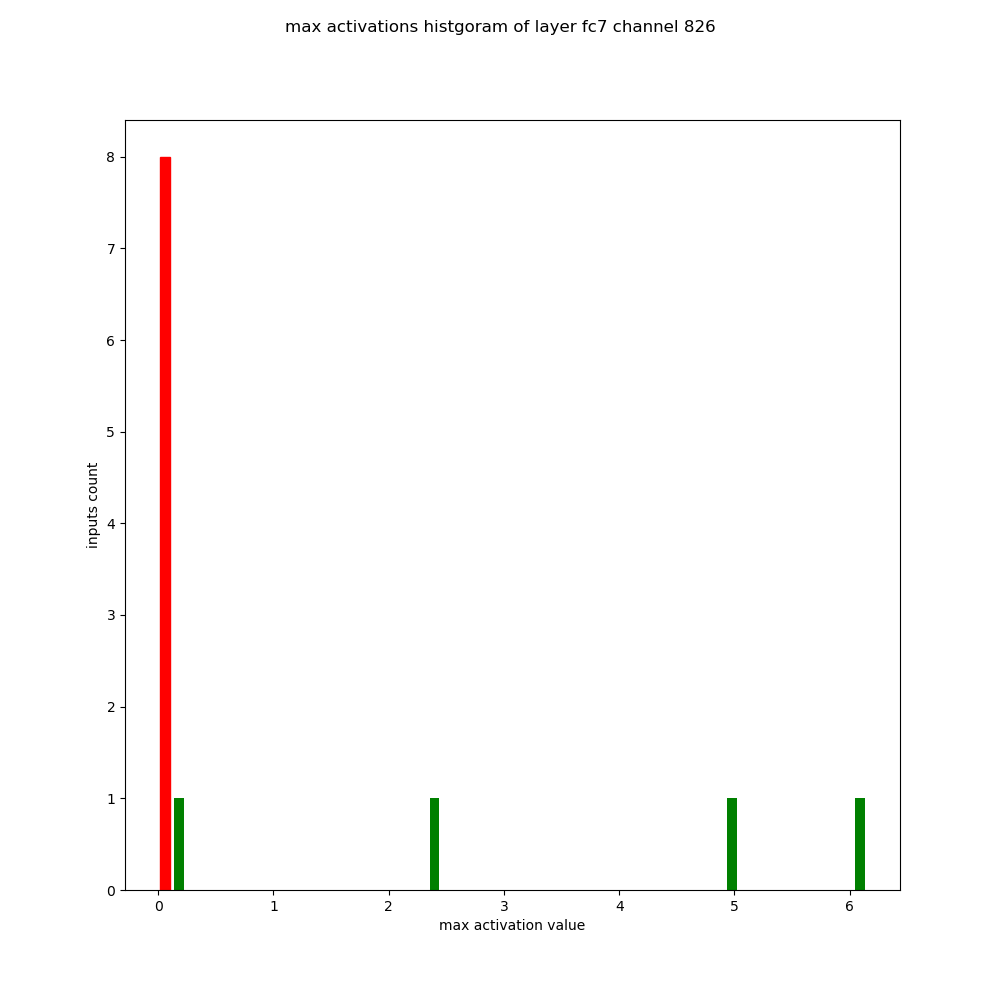 max activations histgoram of layer fc7 channel 826
8
7
6
5
4
3
2
1
0
inputs count
0 1 2 3 4 5 6
max activation value